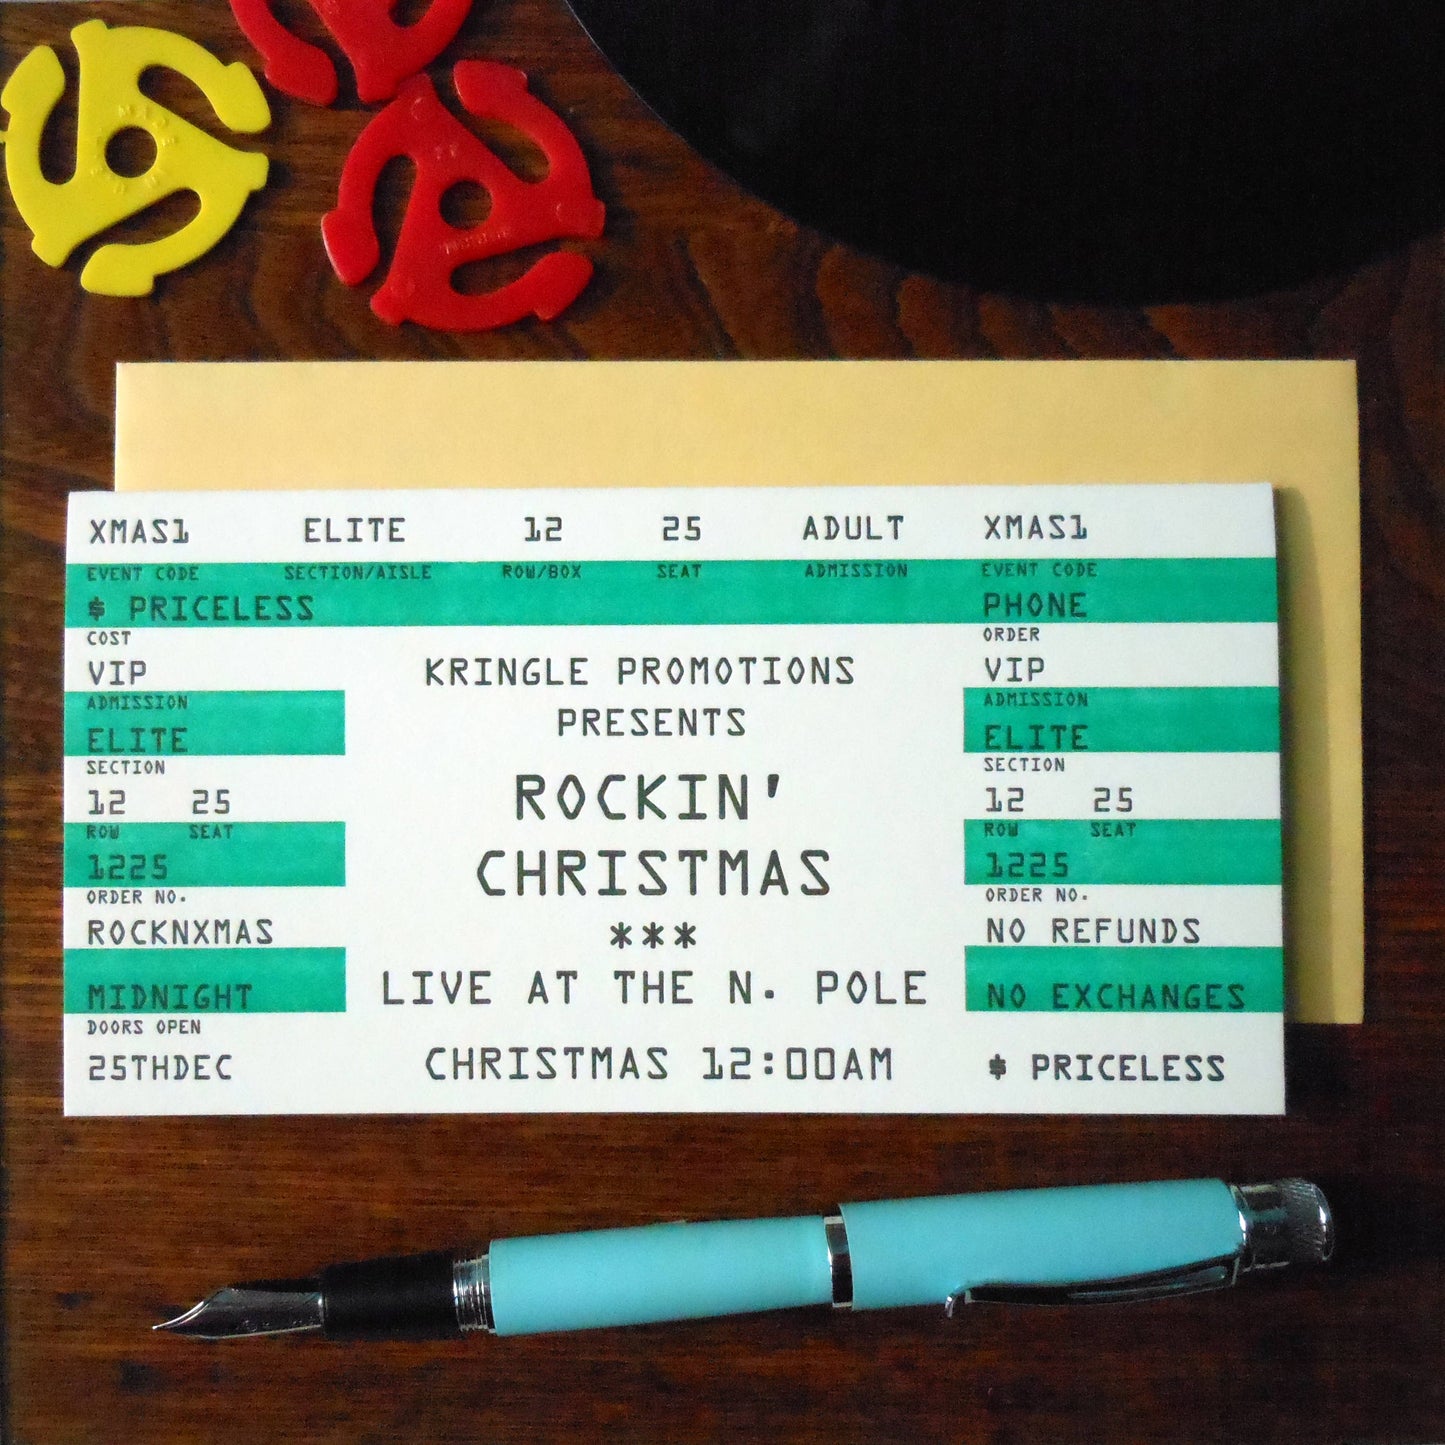 MADE
XMAS1 ELITE 12 25 ADULT XMAS1
EVENT CODE SECTION/AISLE ROW/BOX SEAT ADMISSION EVENT CODE
$ PRICELESS PHONE
COST ORDER
VIP KRINGLE PROMOTIONS VIP
ADMISSION PRESENTS ADMISSION
ELITE ELITE
SECTION SECTION
12 25 ROCKIN' 12 25
ROW SEAT ROW SEAT
1225 CHRISTMAS 1225
ORDER NO. ORDER NO.
ROCKNXMAS *** NO REFUNDS
MIDNIGHT LIVE AT THE N. POLE NO EXCHANGES
DOORS OPEN
25THDEC CHRISTMAS 12:00AM $ PRICELESS